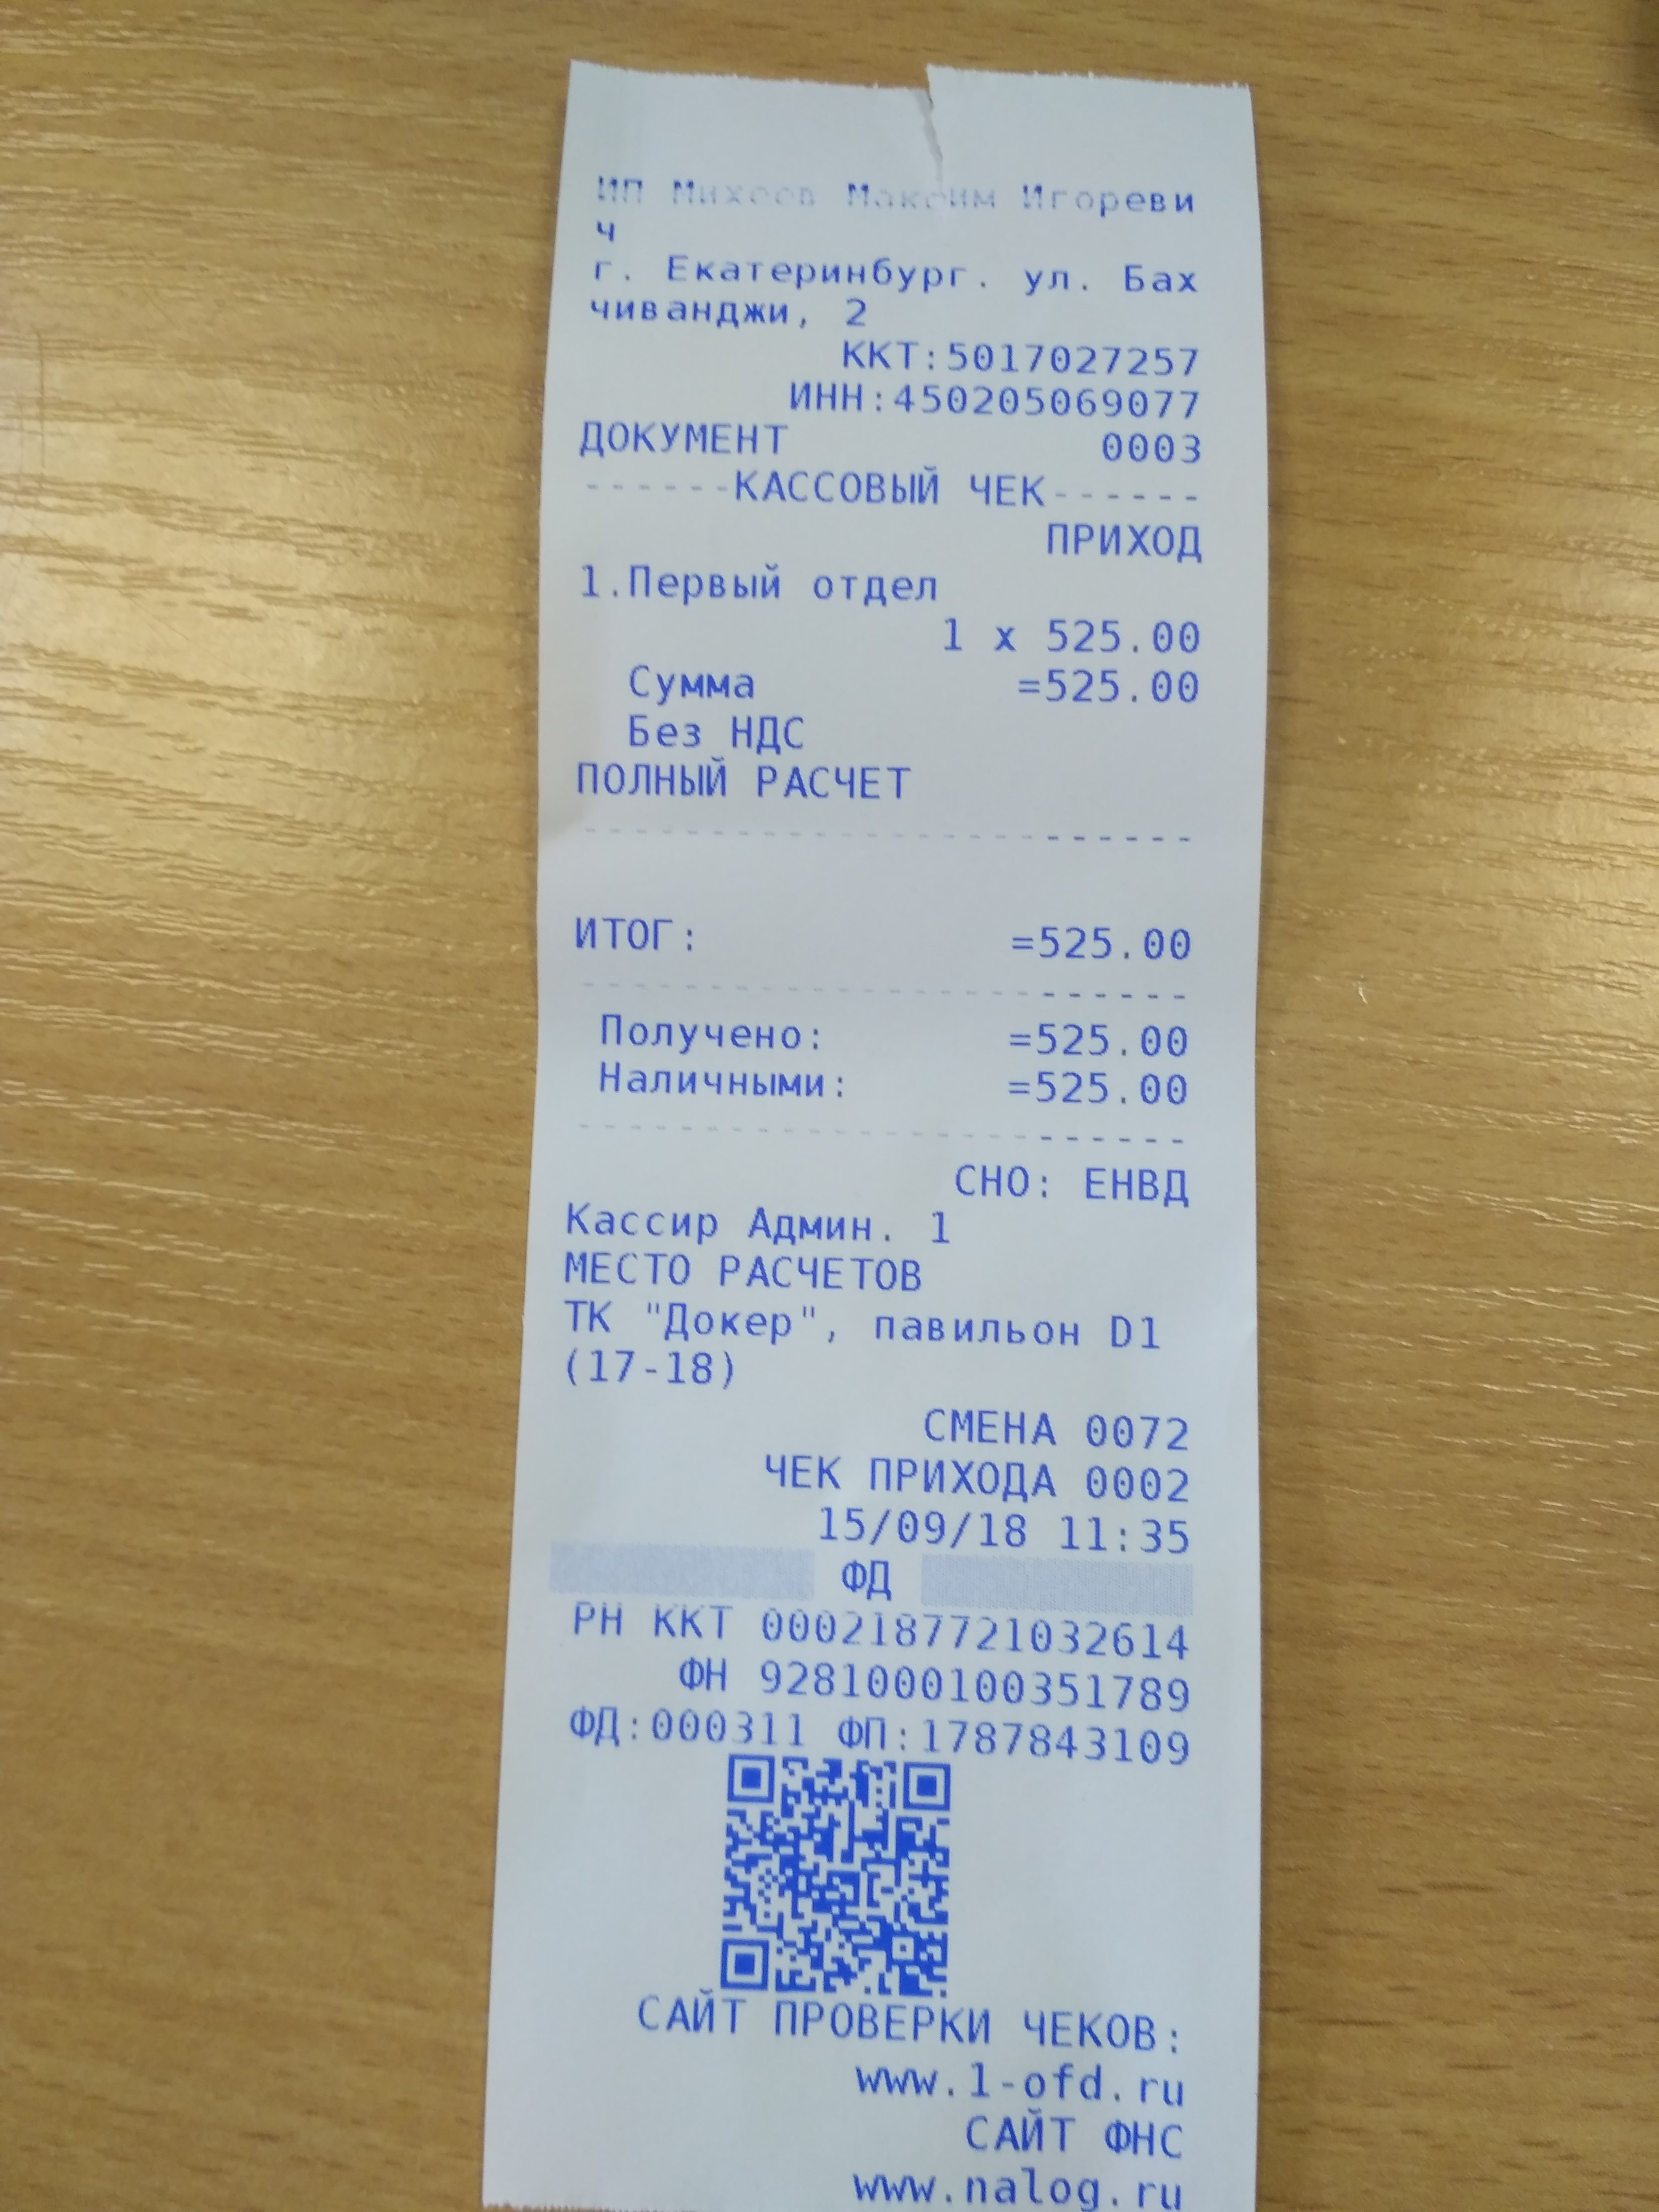 ИП Михеев Максим Игореви
ч
г. Екатеринбург. ул. Бах
чиванджи, 2
ККТ:5017027257
ИНН:450205069077
ДОКУМЕНТ 0003
------КАССОВЫЙ ЧЕК------
ПРИХОД
1.Первый отдел
1 x 525.00
Сумма =525.00
Без НДС
ПОЛНЫЙ РАСЧЕТ
ИТОГ: =525.00
Получено: =525.00
Наличными: =525.00
СНО: ЕНВД
Кассир Админ. 1
МЕСТО РАСЧЕТОВ
ТК "Докер", павильон D1
(17-18)
СМЕНА 0072
ЧЕК ПРИХОДА 0002
15/09/18 11:35
ФД
РН ККТ 0002187721032614
ФН 9281000100351789
ФД:000311 ФП:1787843109
САЙТ ПРОВЕРКИ ЧЕКОВ:
www.1-ofd.ru
САЙТ ФНС
www.nalog.ru